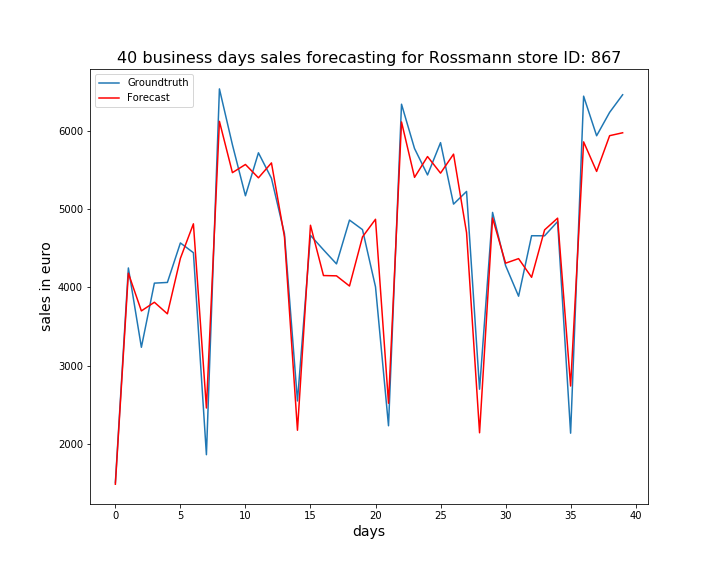 40 business days sales forecasting for Rossmann store ID: 867
Groundtruth
Forecast
sales in euro
6000
5000
4000
3000
2000
0 5 10 15 20 25 30 35 40
days